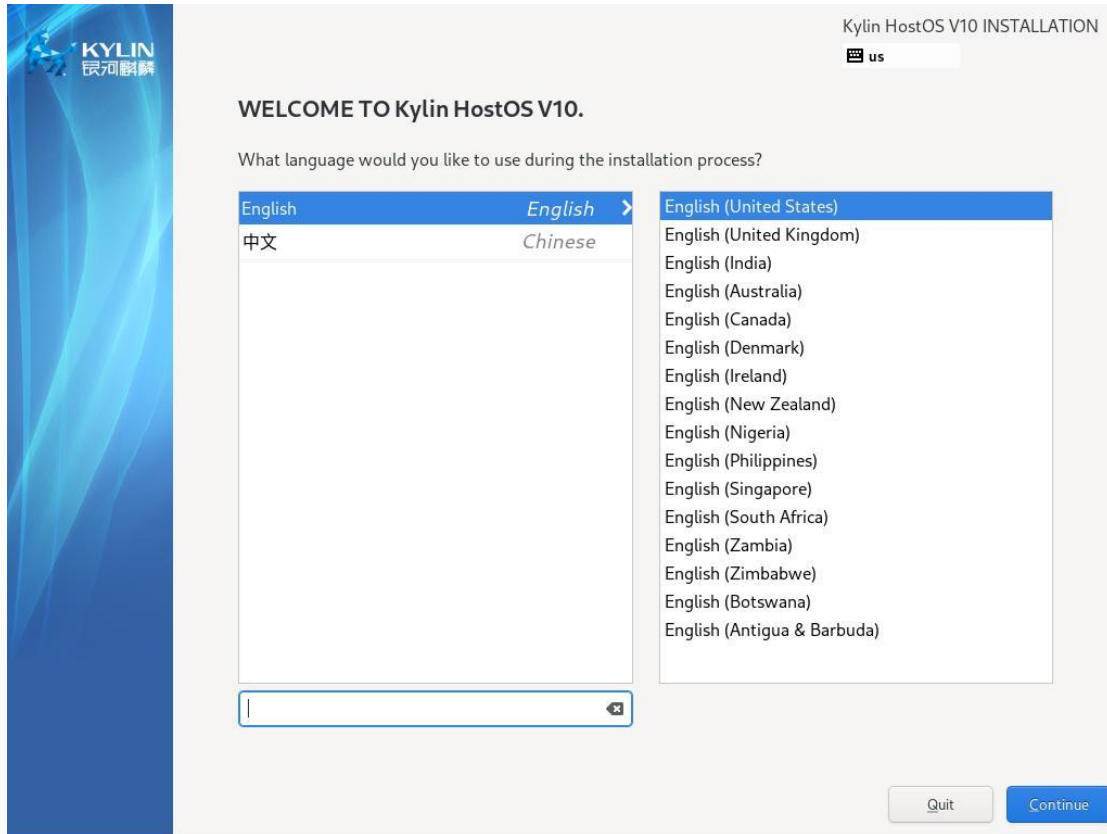 KYLIN
银河麒麟
Kylin HostOS V10 INSTALLATION
us
WELCOME TO Kylin HostOS V10.
What language would you like to use during the installation process?
English English
中文 Chinese
English (United States)
English (United Kingdom)
English (India)
English (Australia)
English (Canada)
English (Denmark)
English (Ireland)
English (New Zealand)
English (Nigeria)
English (Philippines)
English (Singapore)
English (South Africa)
English (Zambia)
English (Zimbabwe)
English (Botswana)
English (Antigua & Barbuda)
Quit
Continue